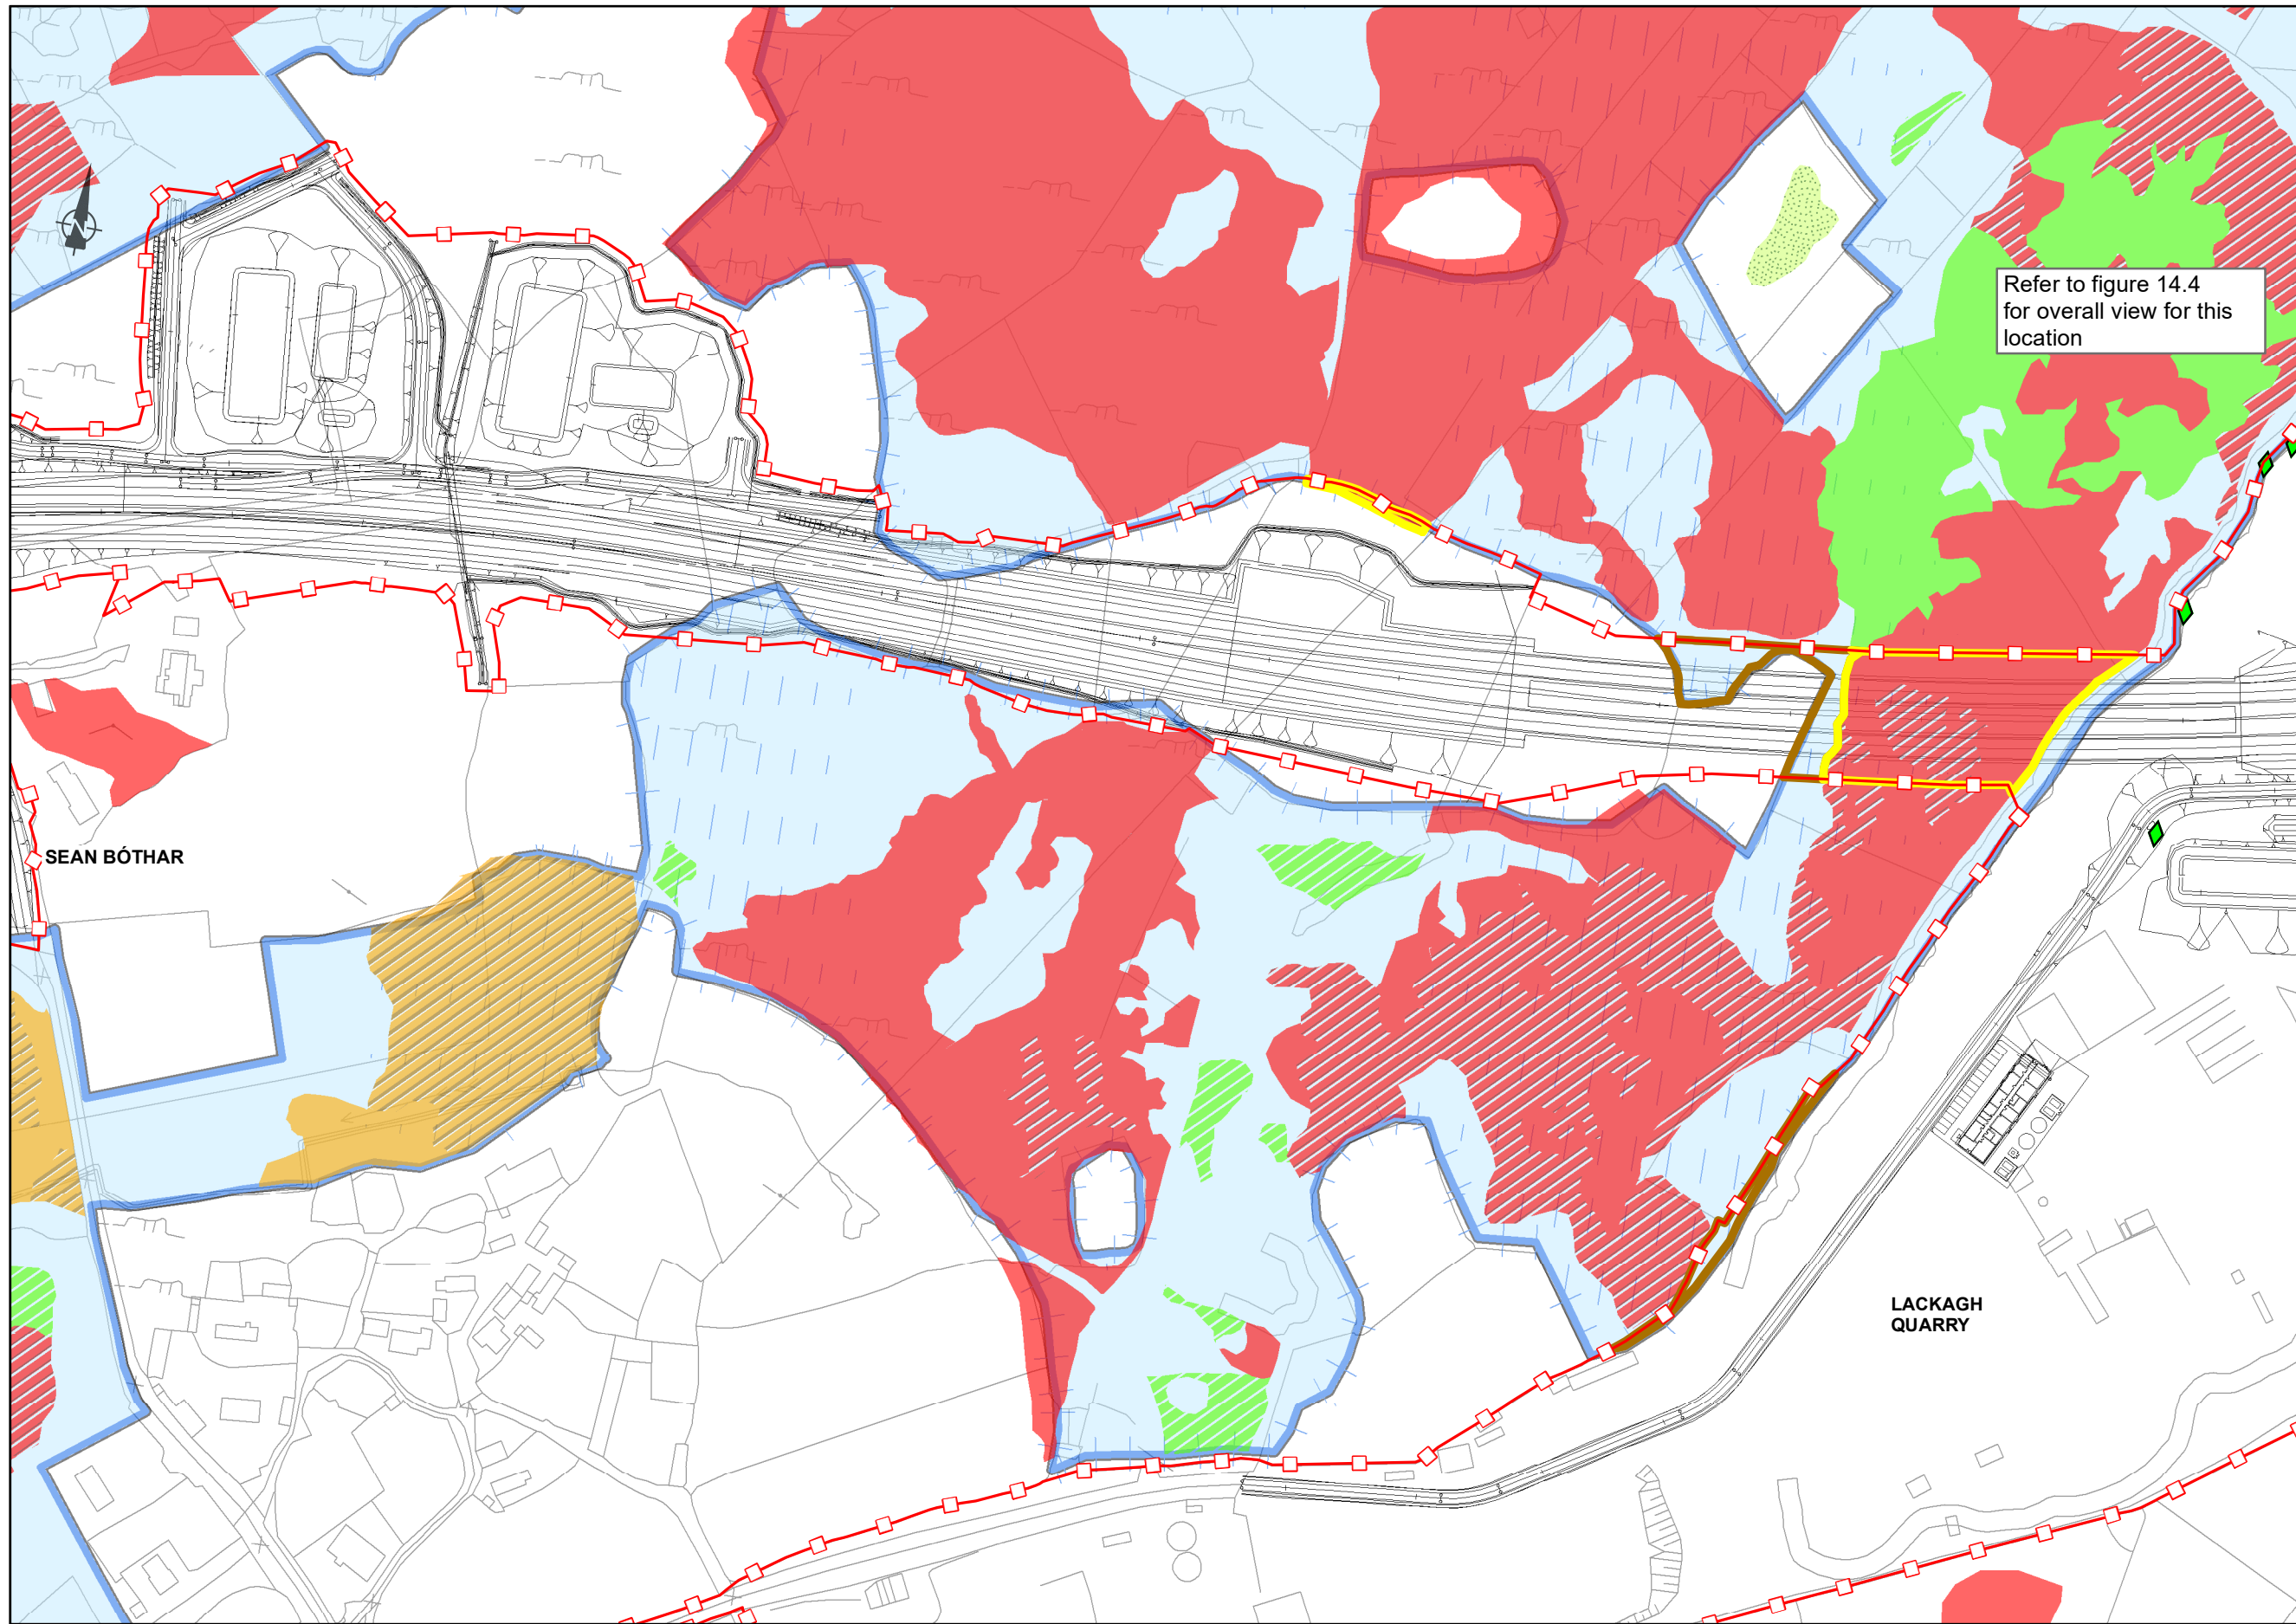 N
Refer to figure 14.4
for overall view for this
location
SEAN BÓTHAR
LACKAGH
QUARRY